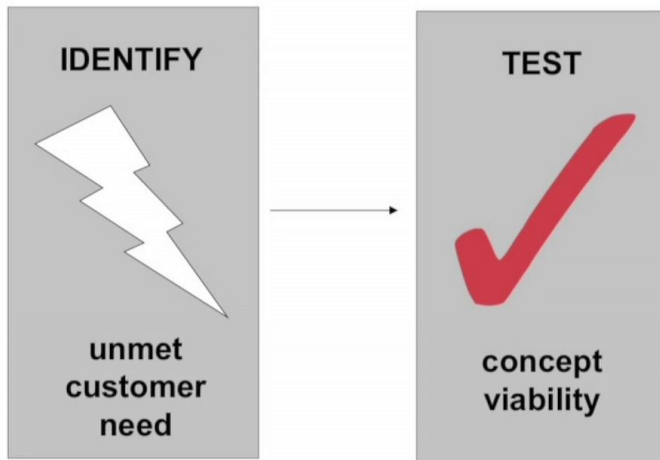 IDENTIFY
unmet
customer
need
TEST
concept
viability